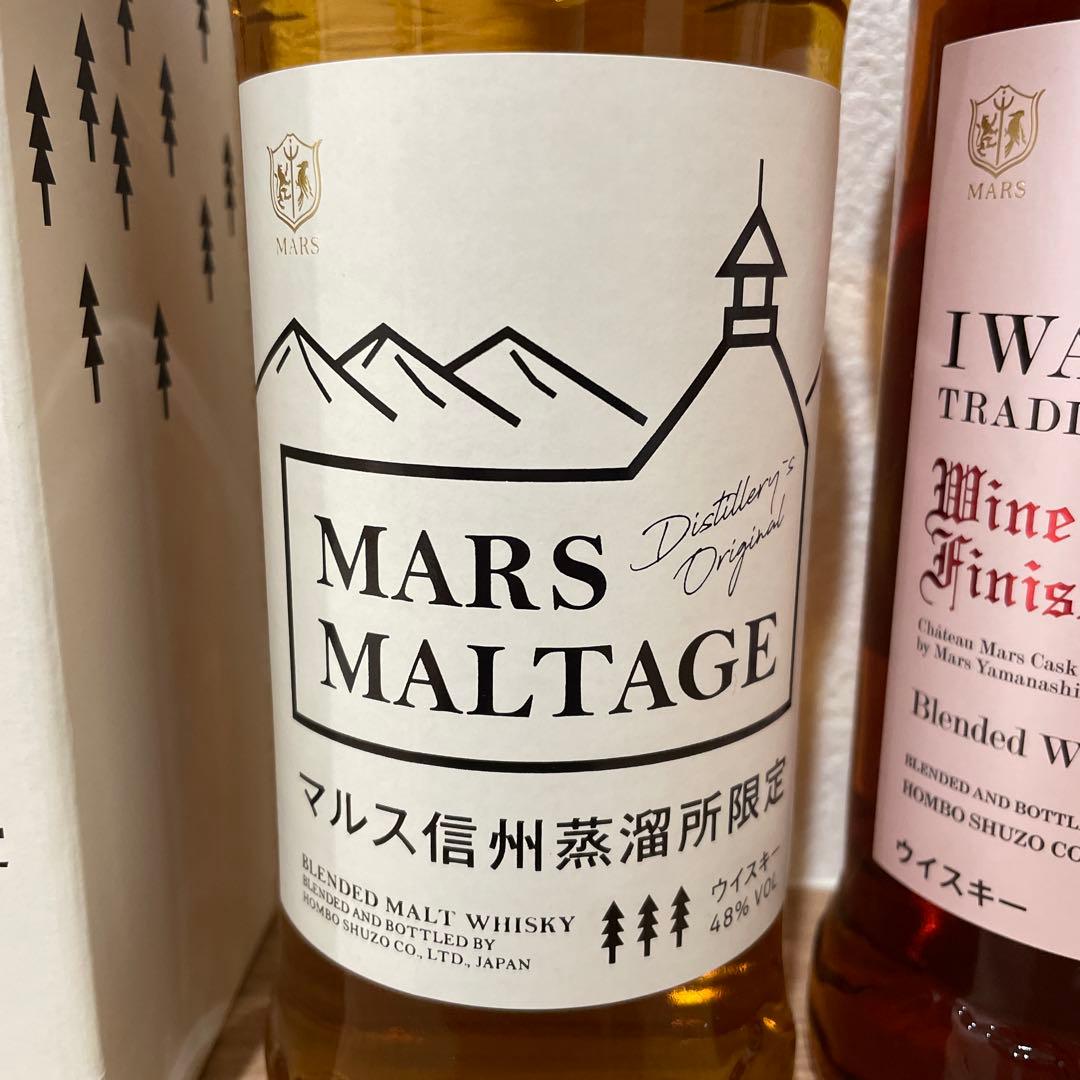 MARS
MARS
MALTAGE
Distillery's
Original
マルス信州蒸溜所限定
BLENDED MALT WHISKY
BLENDED AND BOTTLED BY
HOMBO SHUZO CO., LTD., JAPAN
ウイスキー
48% VOL
MARS
IWA
TRADI
Wine
Finis
Château Mars Cask
by Mars Yamanashi
Blended W
BLENDED AND BOTTL
HOMBO SHUZO CO
ウイスキー